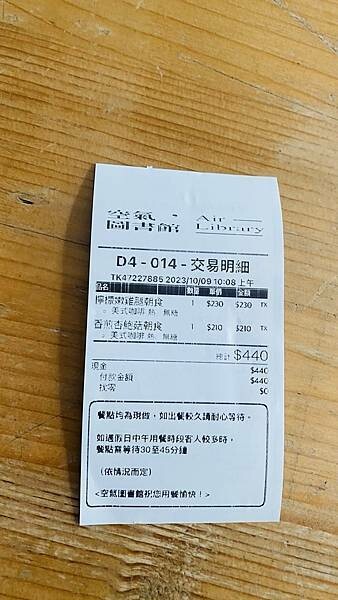 空氣· Air
圖書館 Library
D4-014-交易明細
TK47227685 2023/10/09 10:08 上午
品名 數量 單價 金額
檸檬嫩雞腿朝食 1 $230 $230 TX
。美式咖啡 熱, 無糖
香煎杏鮑菇朝食 1 $210 $210 TX
。美式咖啡 熱, 無糖
總計 $440
現金 $440
付款金額 $440
找零 $0
餐點均為現做，如出餐較久請耐心等待。
如遇假日中午用餐時段客人較多時，
餐點需等待30至45分鐘
(依情況而定)
<空氣圖書館祝您用餐愉快！>